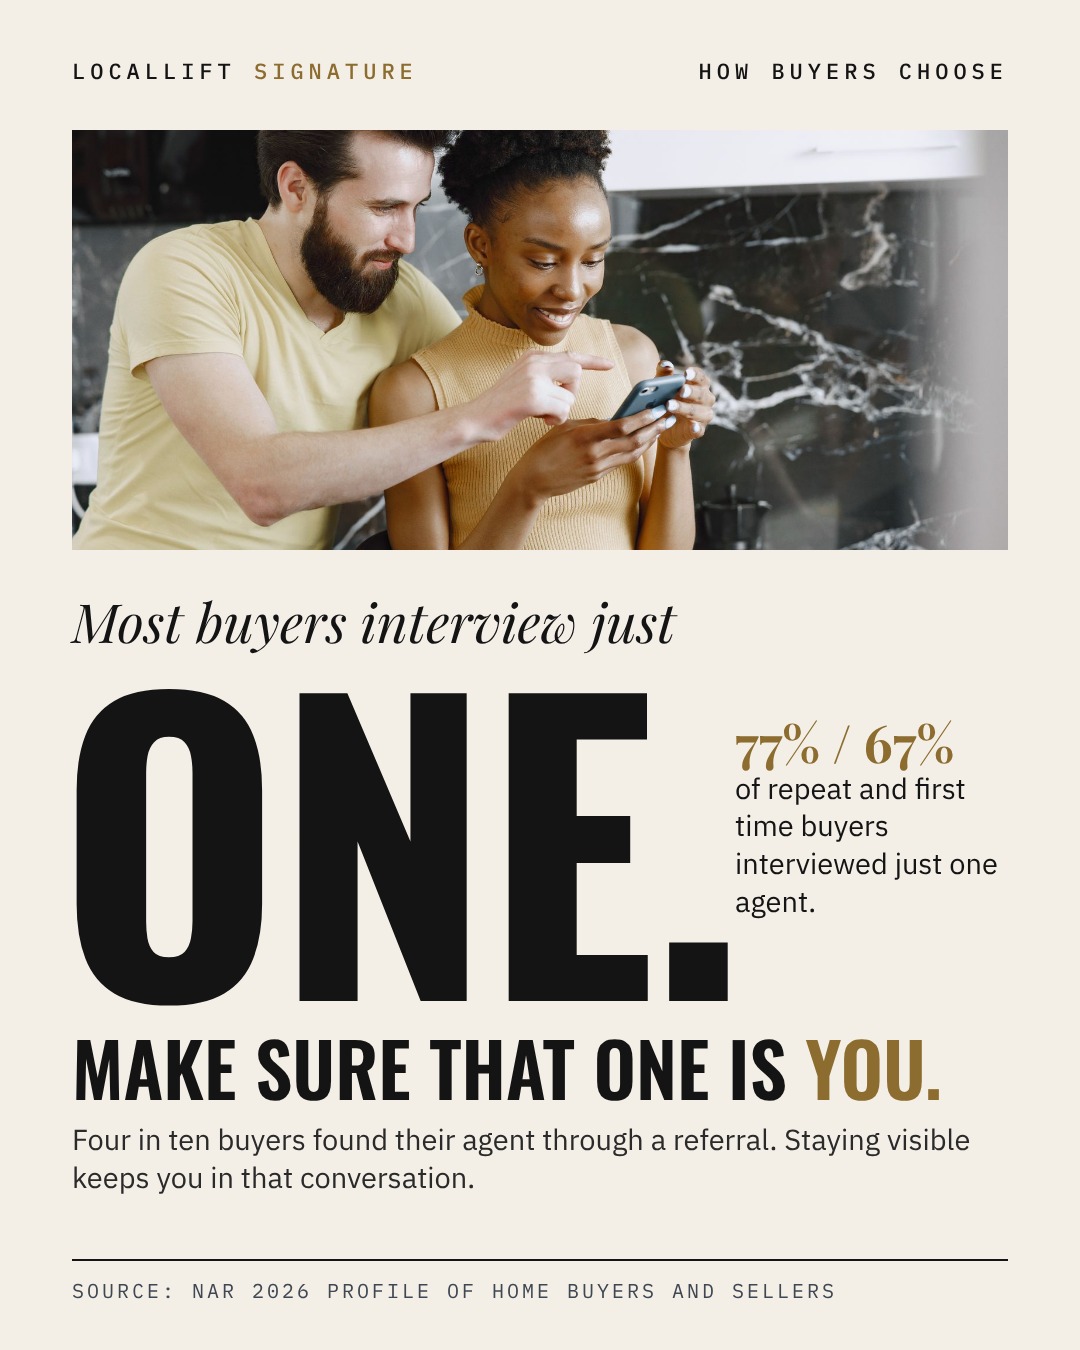 LOCALLIFT SIGNATURE
HOW BUYERS CHOOSE
Most buyers interview just
ONE.
77% / 67%
of repeat and first
time buyers
interviewed just one
agent.
MAKE SURE THAT ONE IS YOU.
Four in ten buyers found their agent through a referral. Staying visible
keeps you in that conversation.
SOURCE: NAR 2026 PROFILE OF HOME BUYERS AND SELLERS